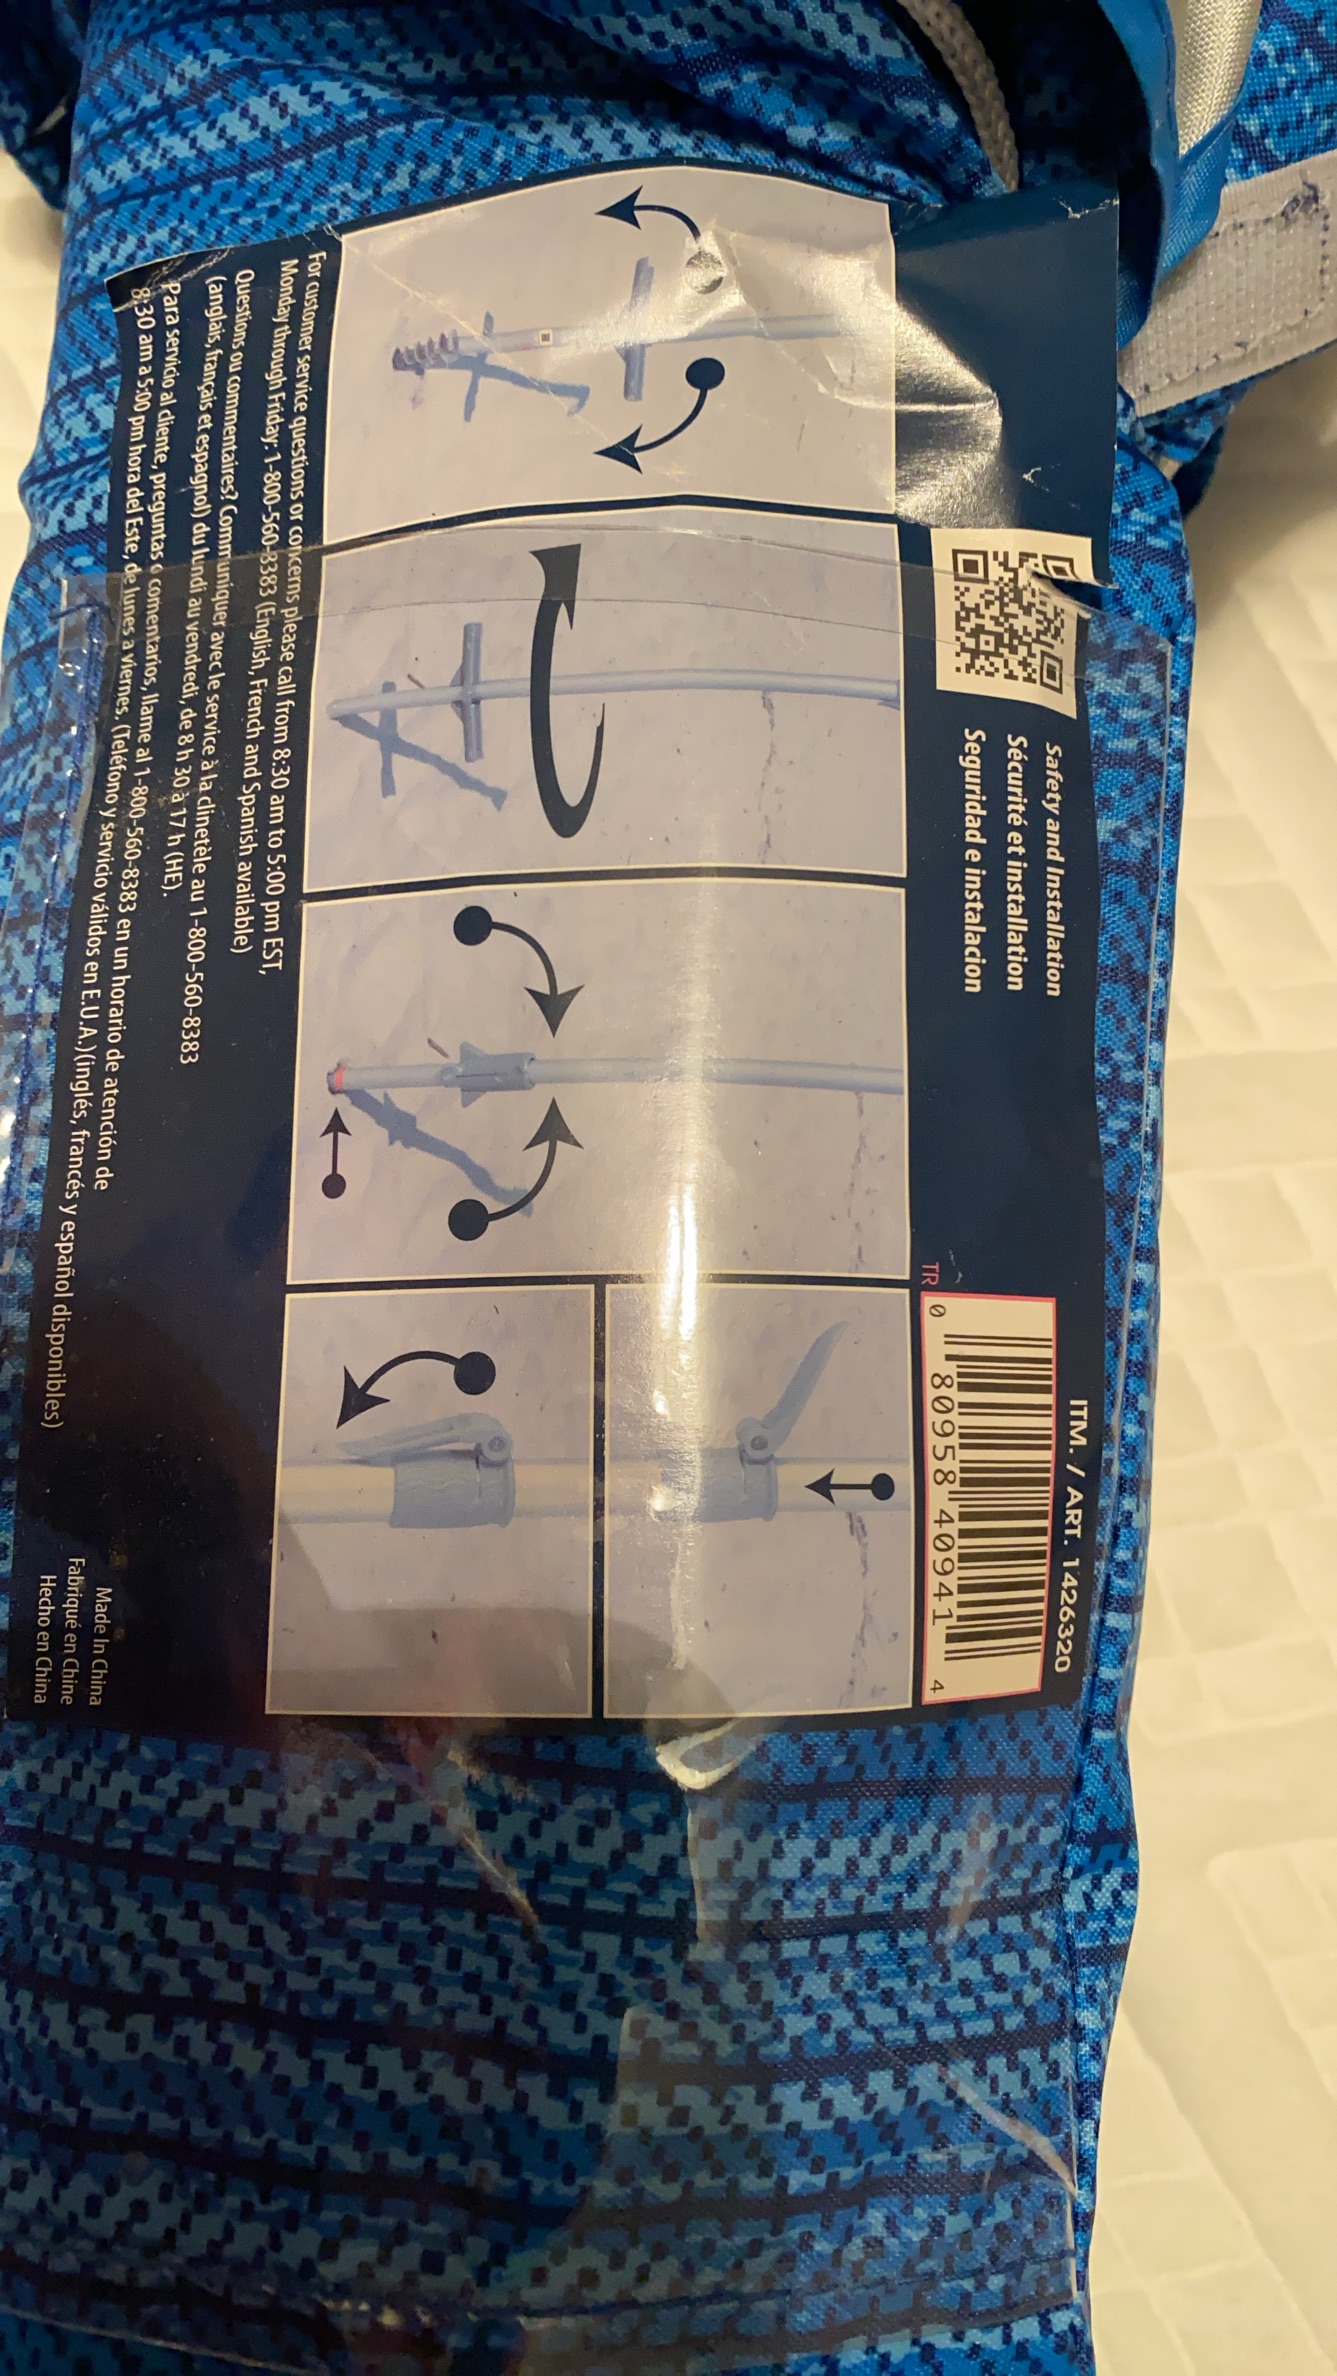 Safety and Installation
Sécurité et installation
Seguridad e instalacion
ITM. / ART. 1426320
TR
0 80958 40941 4
For customer service questions or concerns please call from 8:30 am to 5:00 pm EST,
Monday through Friday: 1-800-560-8383 (English, French and Spanish available)
Questions ou commentaires? Communiquer avec le service à la clinetèle au 1-800-560-8383
(anglais, français et espagnol) du lundi au vendredi, de 8 h 30 à 17 h (HE).
Para servicio al cliente, preguntas o comentarios, llame al 1-800-560-8383 en un horario de atención de
8:30 am a 5:00 pm hora del Este, de lunes a viernes. (Teléfono y servicio válidos en E.U.A.)(inglés, francés y español disponibles)
Made In China
Fabriqué en Chine
Hecho en China